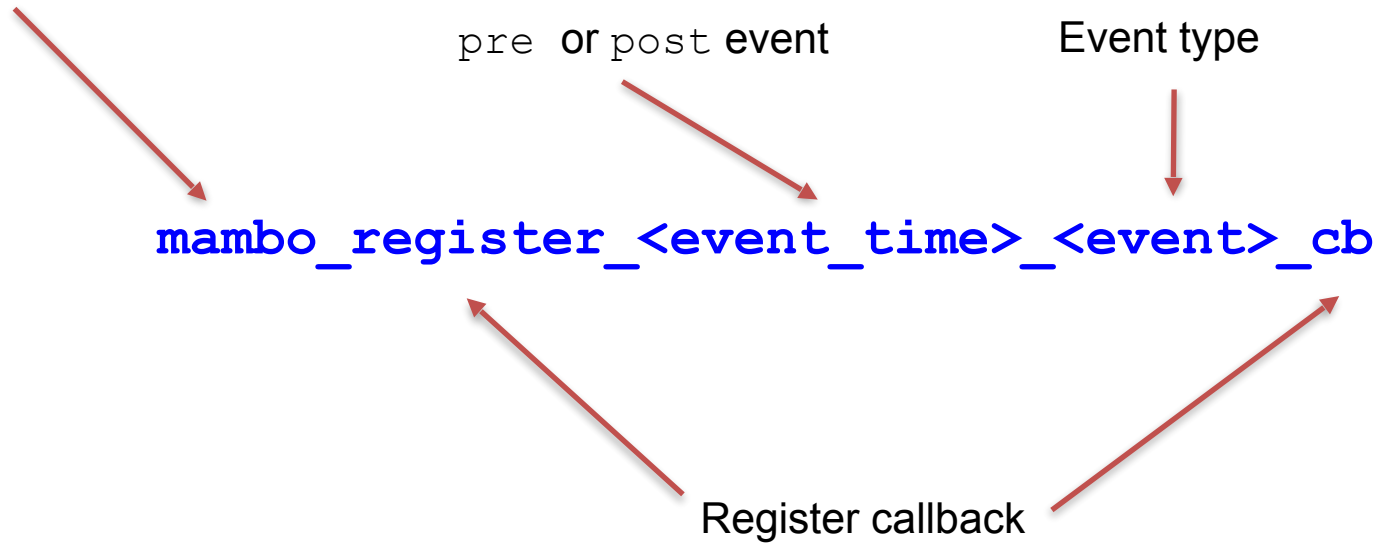 pre or post event
Event type
mambo_register_<event_time>_<event>_cb
Register callback